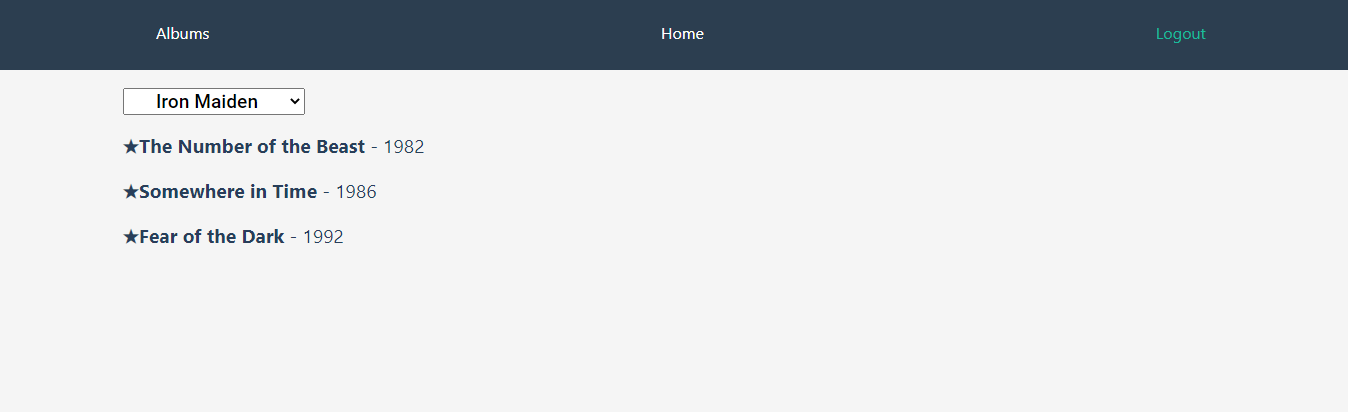 Albums Home Logout
Iron Maiden
★The Number of the Beast - 1982
★Somewhere in Time - 1986
★Fear of the Dark - 1992